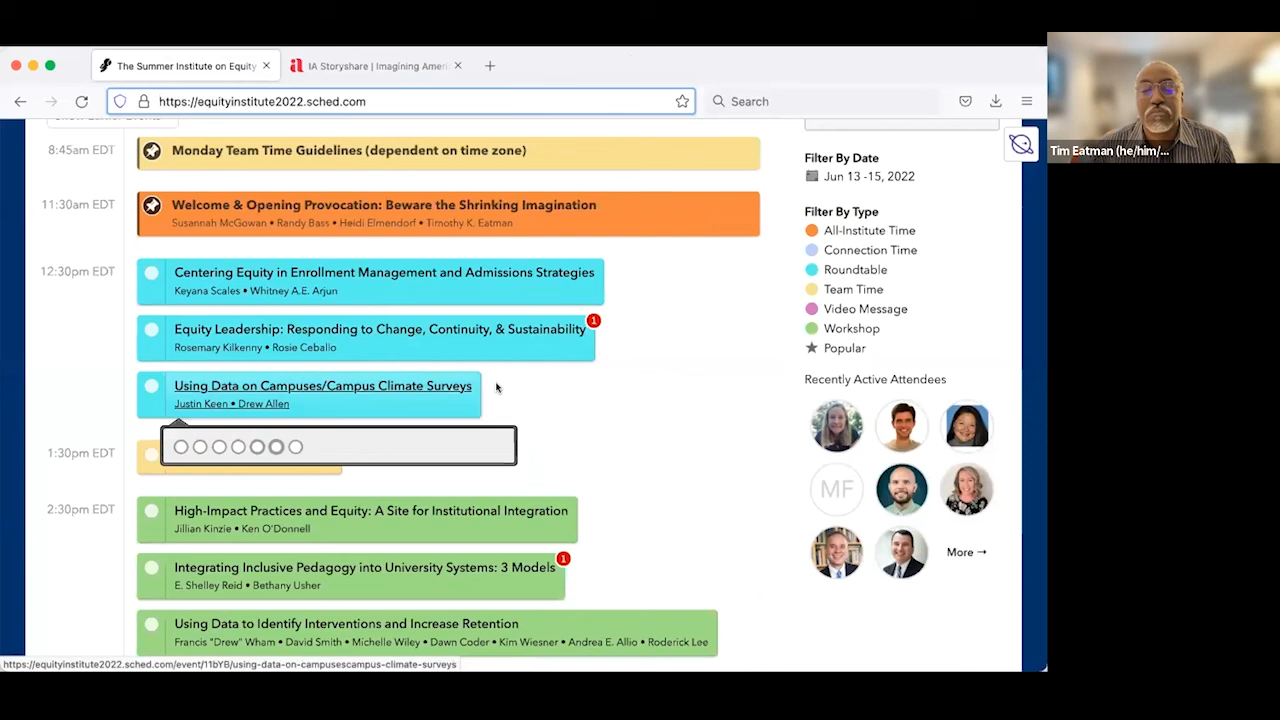 The Summer Institute on Equity
IA Storyshare | Imagining Ameri
https://equityinstitute2022.sched.com
Search
8:45am EDT
Monday Team Time Guidelines (dependent on time zone)
11:30am EDT
Welcome & Opening Provocation: Beware the Shrinking Imagination
Susannah McGowan • Randy Bass • Heidi Elmendorf • Timothy K. Eatman
12:30pm EDT
Centering Equity in Enrollment Management and Admissions Strategies
Keyana Scales • Whitney A.E. Arjun
Equity Leadership: Responding to Change, Continuity, & Sustainability
1
Rosemary Kilkenny • Rosie Ceballo
Using Data on Campuses/Campus Climate Surveys
Justin Keen • Drew Allen
1:30pm EDT
2:30pm EDT
High-Impact Practices and Equity: A Site for Institutional Integration
Jillian Kinzie • Ken O'Donnell
Integrating Inclusive Pedagogy into University Systems: 3 Models
1
E. Shelley Reid • Bethany Usher
Using Data to Identify Interventions and Increase Retention
Francis "Drew" Wham • David Smith • Michelle Wiley • Dawn Coder • Kim Wiesner • Andrea E. Allio • Roderick Lee
https://equityinstitute2022.sched.com/event/11bYB/using-data-on-campusescampus-climate-surveys
Filter By Date
Jun 13 -15, 2022
Filter By Type
All-Institute Time
Connection Time
Roundtable
Team Time
Video Message
Workshop
Popular
Recently Active Attendees
MF
More →
Tim Eatman (he/him/...